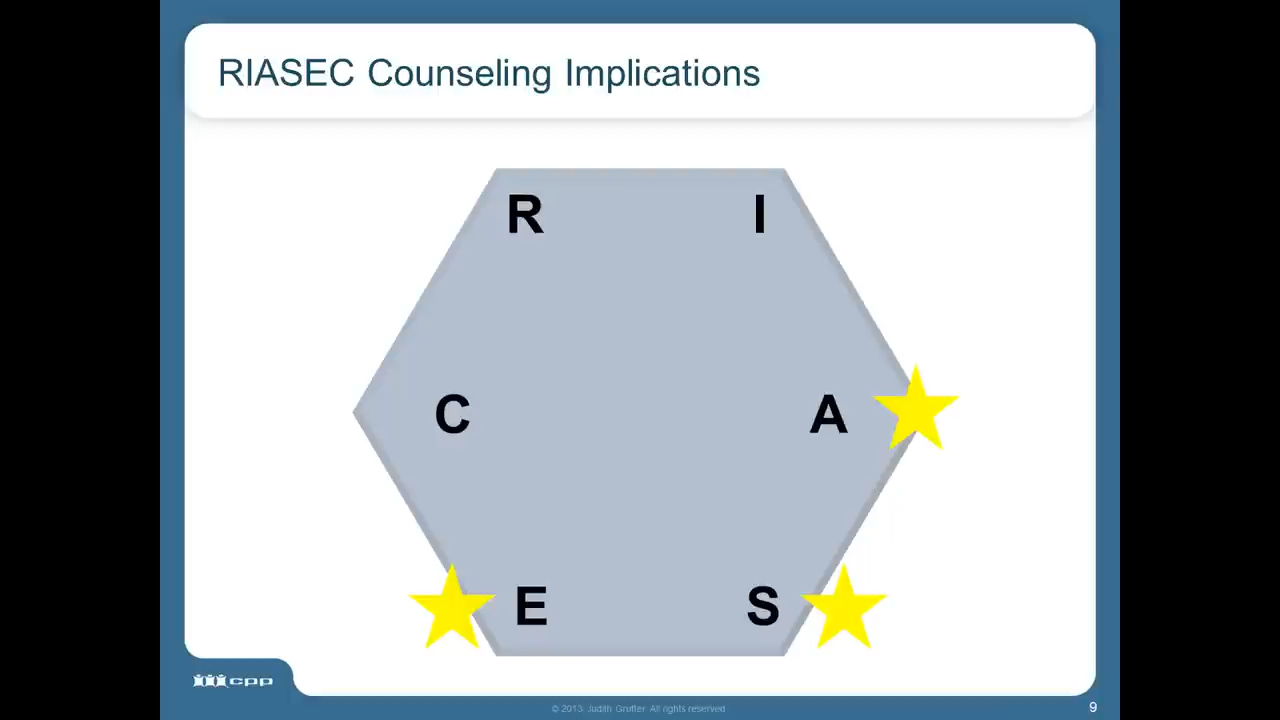 RIASEC Counseling Implications
R I
C A
E S
cpp
© 2013 Judith Grutter All rights reserved
9